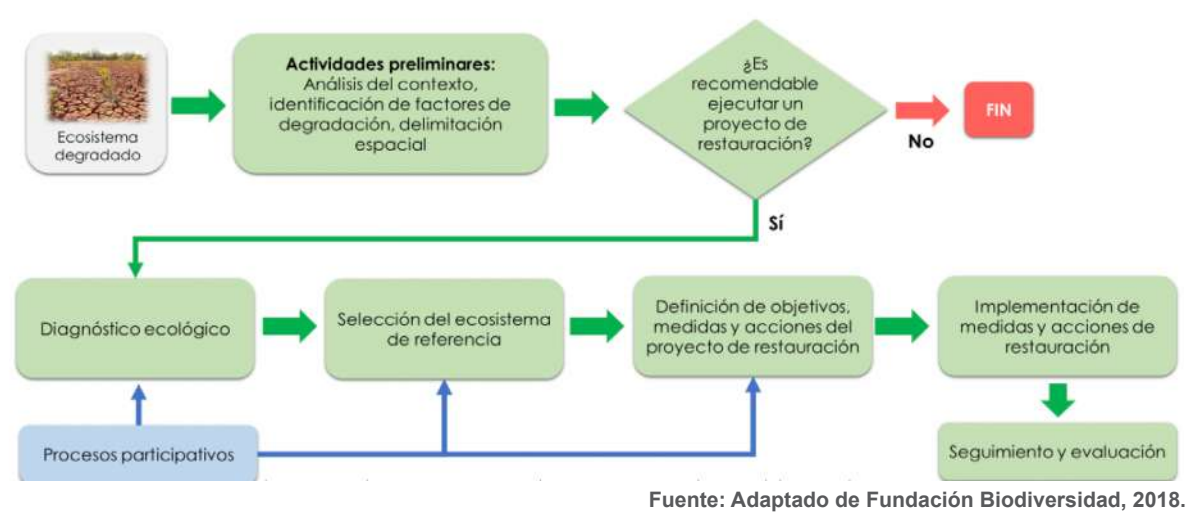 Ecosistema
degradado
Actividades preliminares:
Análisis del contexto,
identificación de factores de
degradación, delimitación
espacial
¿Es
recomendable
ejecutar un
proyecto de
restauración?
No
FIN
Sí
Diagnóstico ecológico
Selección del ecosistema
de referencia
Definición de objetivos,
medidas y acciones del
proyecto de restauración
Implementación de
medidas y acciones de
restauración
Procesos participativos
Seguimiento y evaluación
Fuente: Adaptado de Fundación Biodiversidad, 2018.